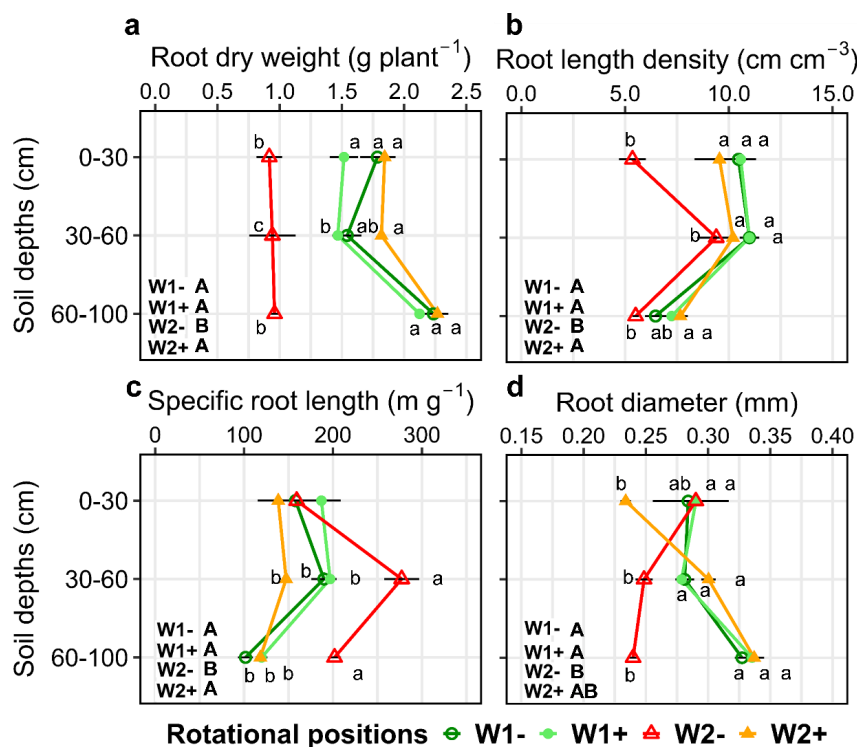 a
Root dry weight (g plant⁻¹)
0.0 0.5 1.0 1.5 2.0 2.5
Soil depths (cm)
0-30
30-60
60-100
b a a a
c b ab a
b a a a
W1- A
W1+ A
W2- B
W2+ A
b
Root length density (cm cm⁻³)
0.0 5.0 10.0 15.0
b a a a
b a a a
b ab a a
W1- A
W1+ A
W2- B
W2+ A
c
Specific root length (m g⁻¹)
0 100 200 300
Soil depths (cm)
0-30
30-60
60-100
b b b a
b b b a
W1- A
W1+ A
W2- B
W2+ A
d
Root diameter (mm)
0.15 0.20 0.25 0.30 0.35 0.40
b ab a a
b a a a
b a a a
W1- A
W1+ A
W2- B
W2+ AB
Rotational positions W1- W1+ W2- W2+